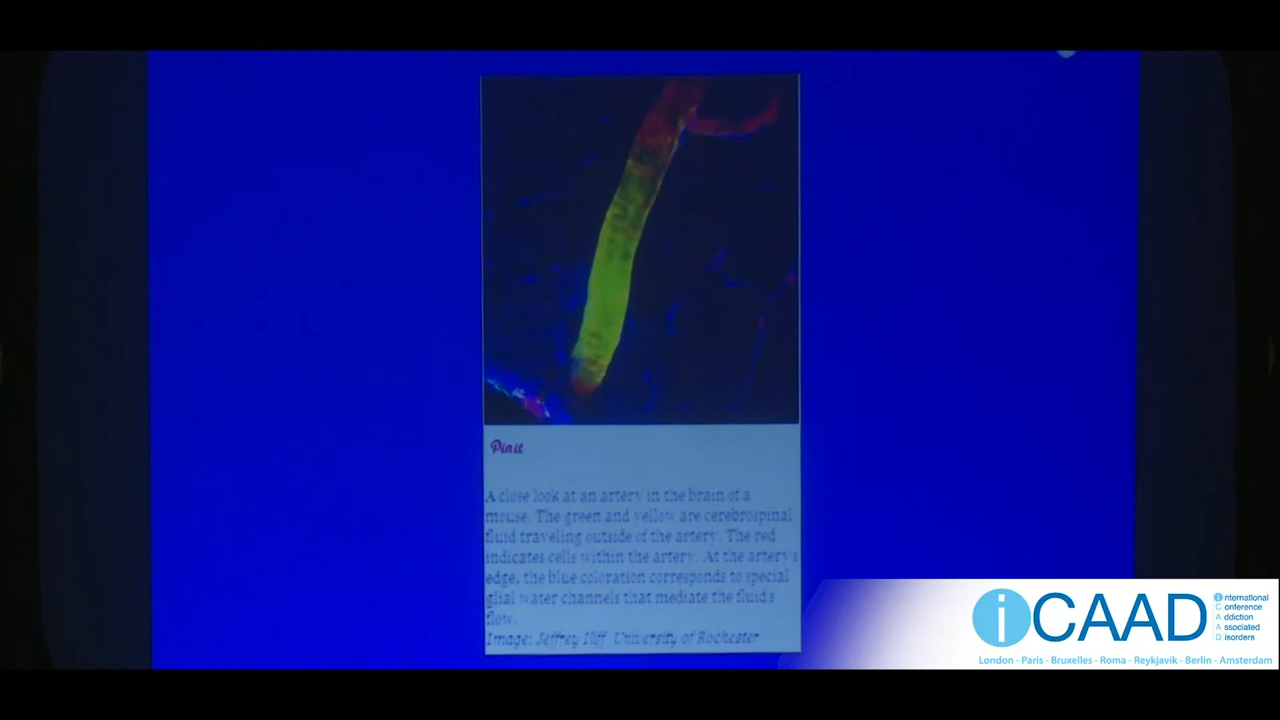 Pin it
A close look at an artery in the brain of a
mouse. The green and yellow are cerebrospinal
fluid traveling outside of the artery. The red
indicates cells within the artery. At the artery's
edge, the blue coloration corresponds to special
glial water channels that mediate the fluid's
flow.
Image: Jeffrey Iliff University of Rochester
iCAAD
International
Conference
Addiction
Associated
Disorders
London - Paris - Bruxelles - Roma - Reykjavik - Berlin - Amsterdam